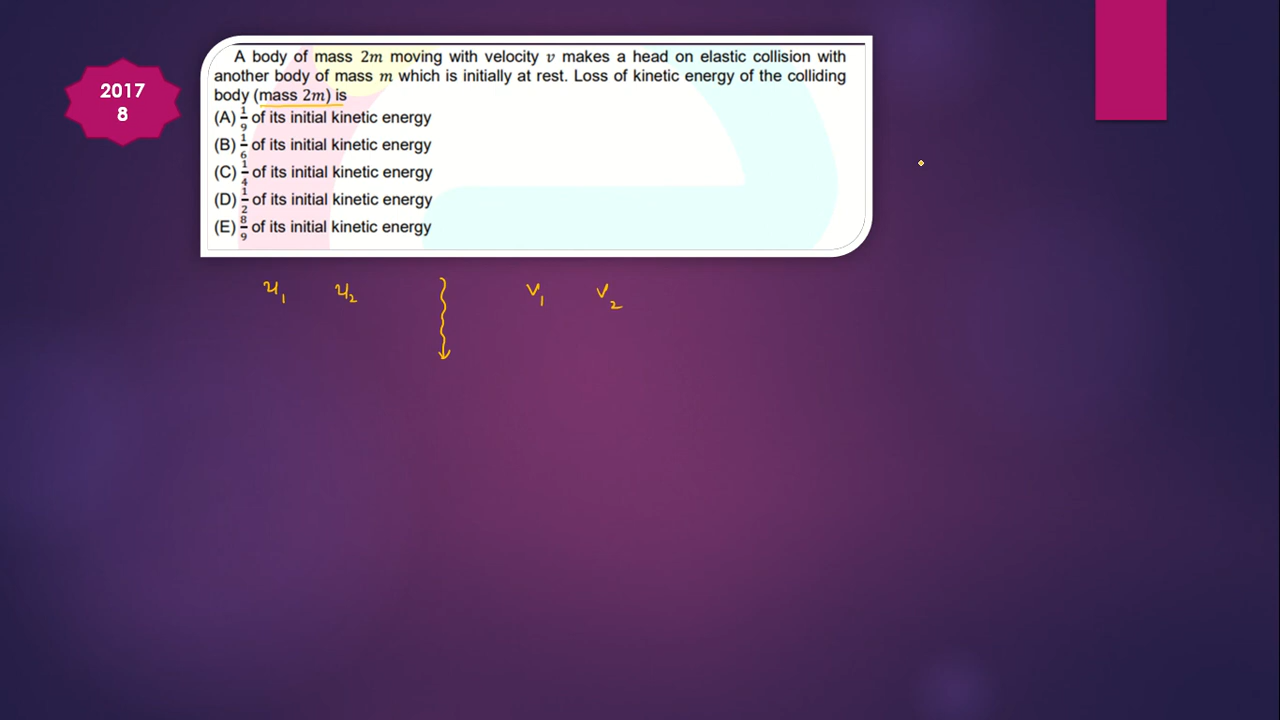 2017
8
A body of mass 2m moving with velocity v makes a head on elastic collision with
another body of mass m which is initially at rest. Loss of kinetic energy of the colliding
body (mass 2m) is
(A) 1/9 of its initial kinetic energy
(B) 1/6 of its initial kinetic energy
(C) 1/4 of its initial kinetic energy
(D) 1/2 of its initial kinetic energy
(E) 8/9 of its initial kinetic energy
u₁ u₂ v₁ v₂